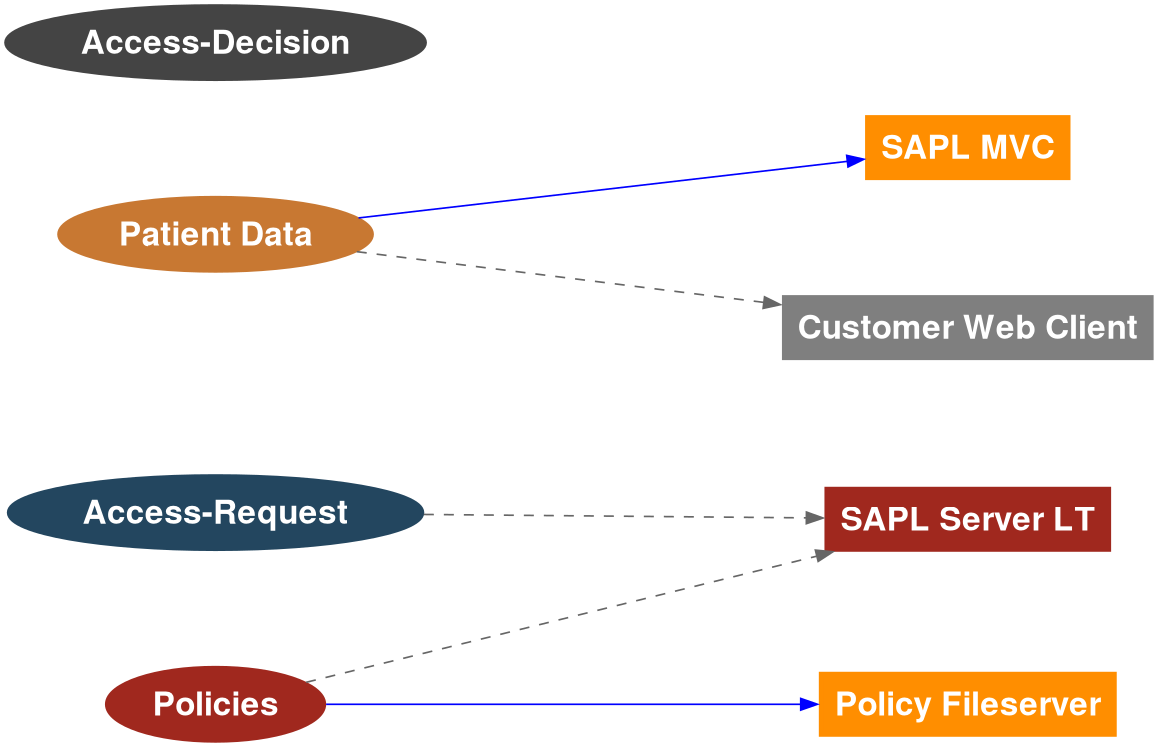 Access-Decision
SAPL MVC
Patient Data
Customer Web Client
Access-Request
SAPL Server LT
Policies
Policy Fileserver